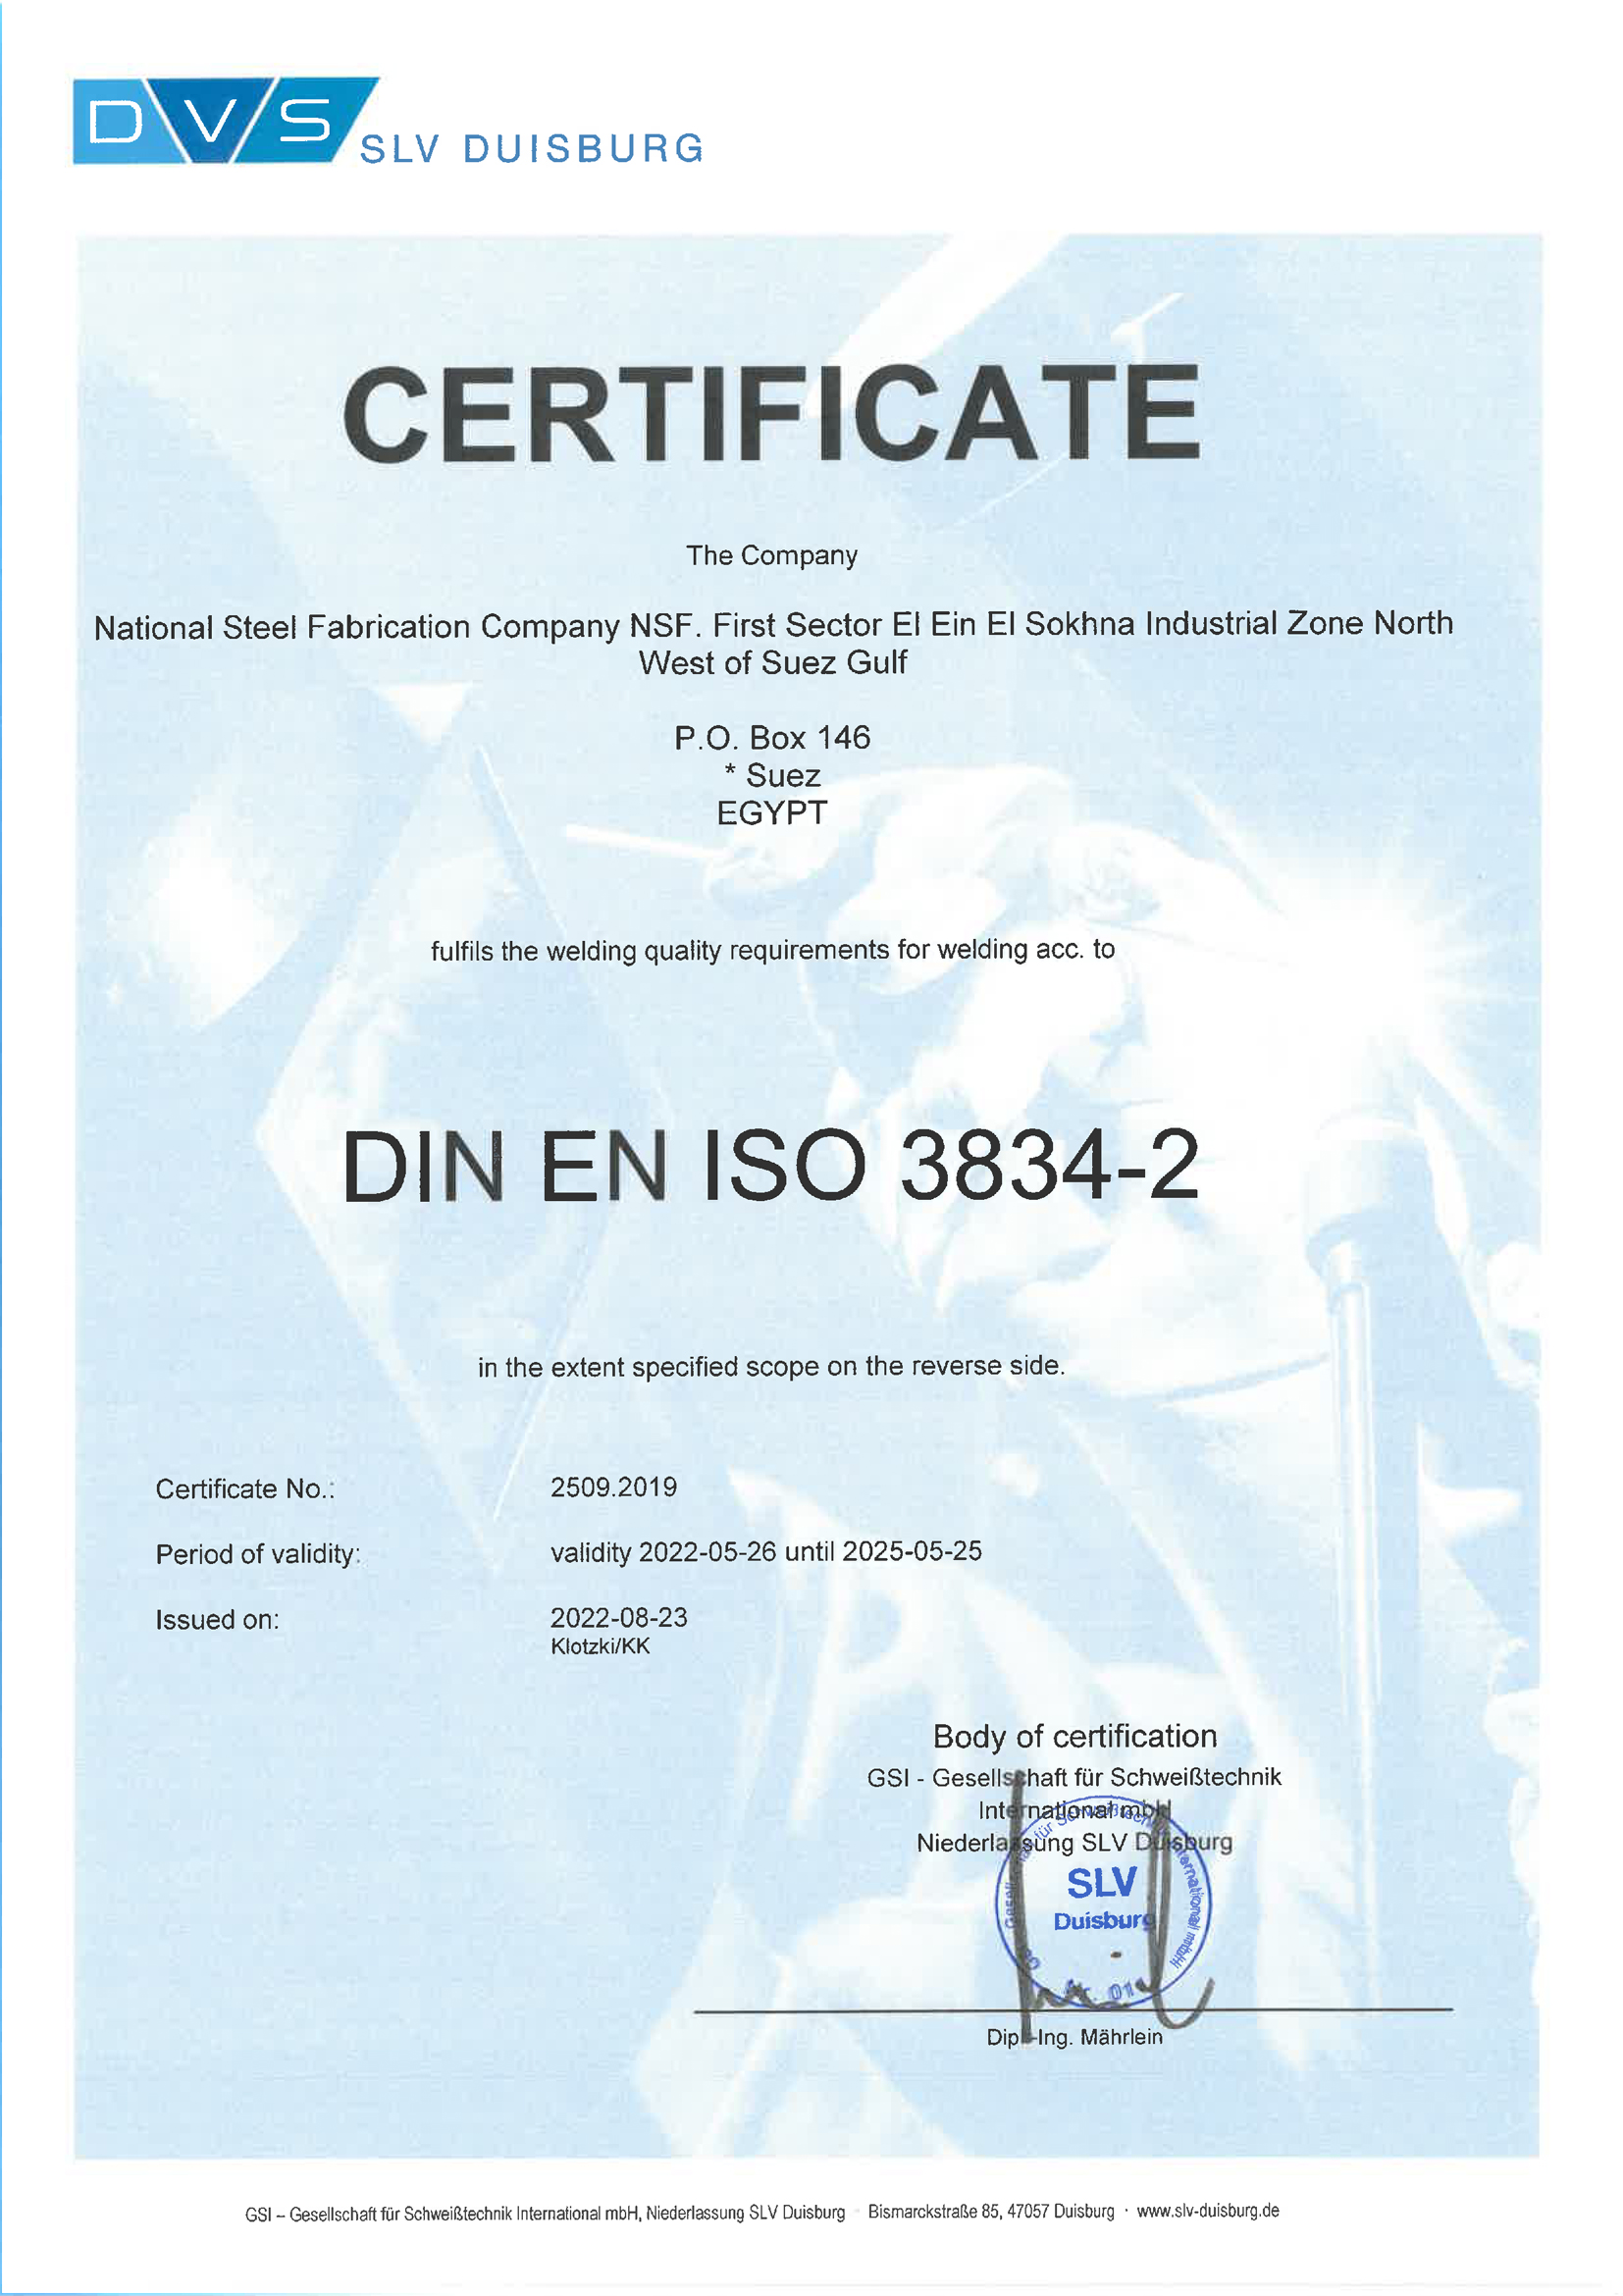 DVS SLV DUISBURG
CERTIFICATE
The Company
National Steel Fabrication Company NSF. First Sector El Ein El Sokhna Industrial Zone North
West of Suez Gulf
P.O. Box 146
* Suez
EGYPT
fulfils the welding quality requirements for welding acc. to
DIN EN ISO 3834-2
in the extent specified scope on the reverse side.
Certificate No.: 2509.2019
Period of validity: validity 2022-05-26 until 2025-05-25
Issued on: 2022-08-23
Klotzki/KK
Body of certification
GSI - Gesellschaft für Schweißtechnik
International mbH
Niederlassung SLV Duisburg
SLV
Duisburg
Dipl.-Ing. Mährlein
GSI – Gesellschaft für Schweißtechnik International mbH, Niederlassung SLV Duisburg · Bismarckstraße 85, 47057 Duisburg · www.slv-duisburg.de